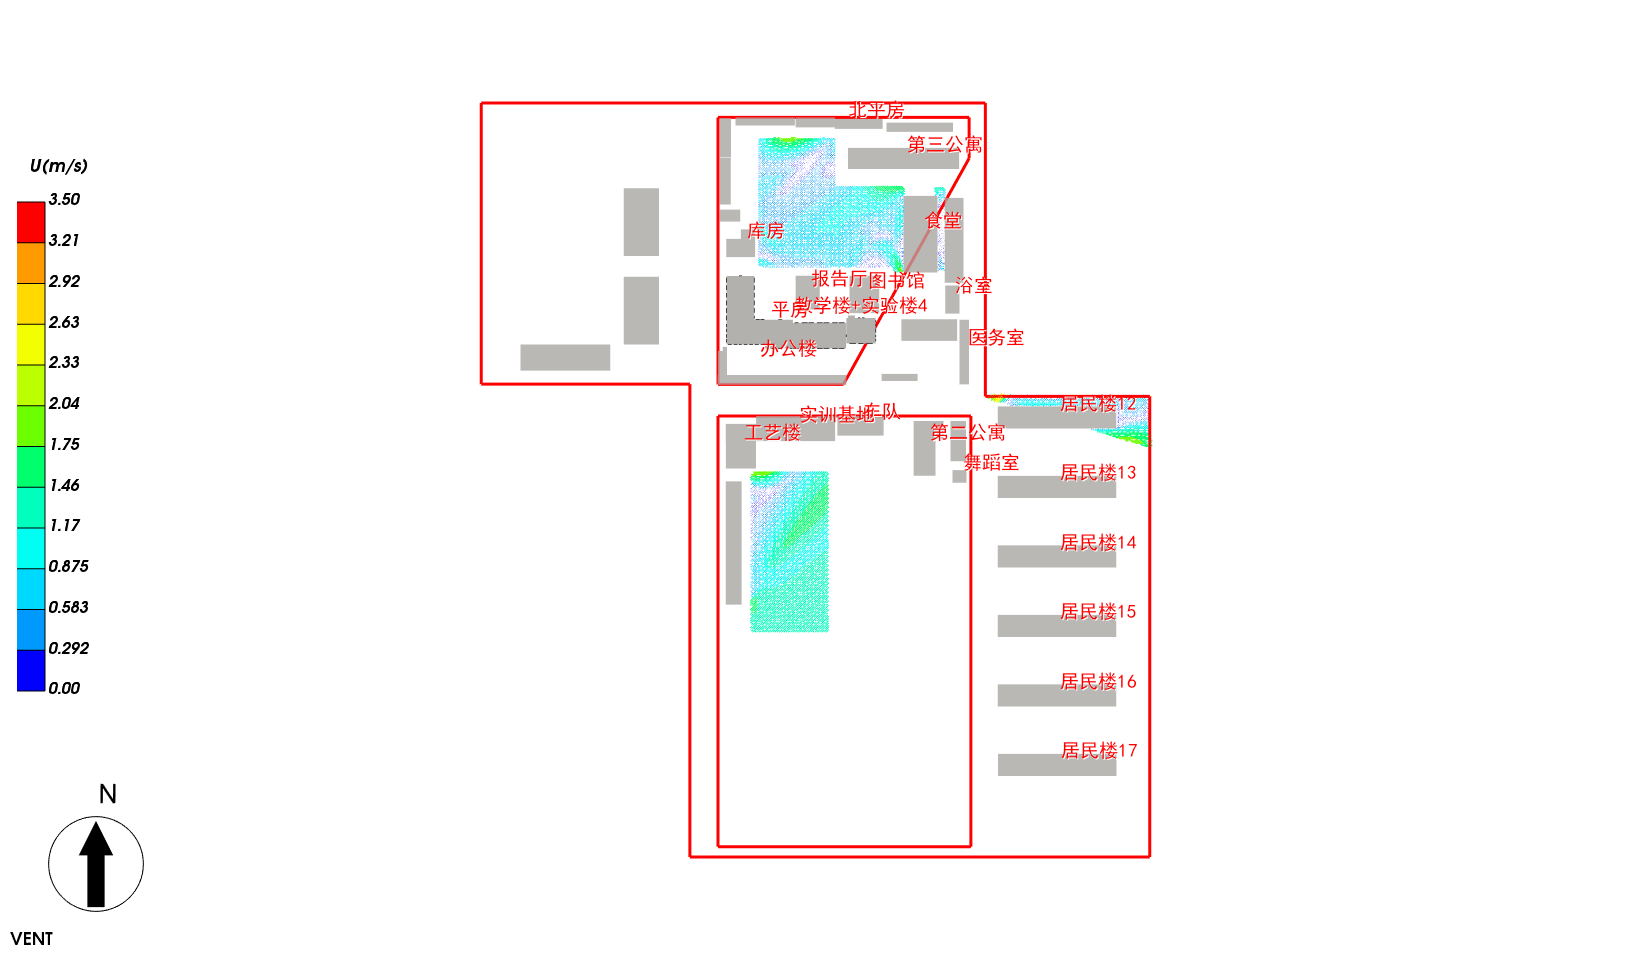 U(m/s)
3.50
3.21
2.92
2.63
2.33
2.04
1.75
1.46
1.17
0.875
0.583
0.292
0.00
N
VENT
北平房
第三公寓
食堂
库房
报告厅
图书馆
浴室
教学楼+实验楼4
平房
医务室
办公楼
居民楼12
实训基地
车队
工艺楼
第二公寓
舞蹈室
居民楼13
居民楼14
居民楼15
居民楼16
居民楼17